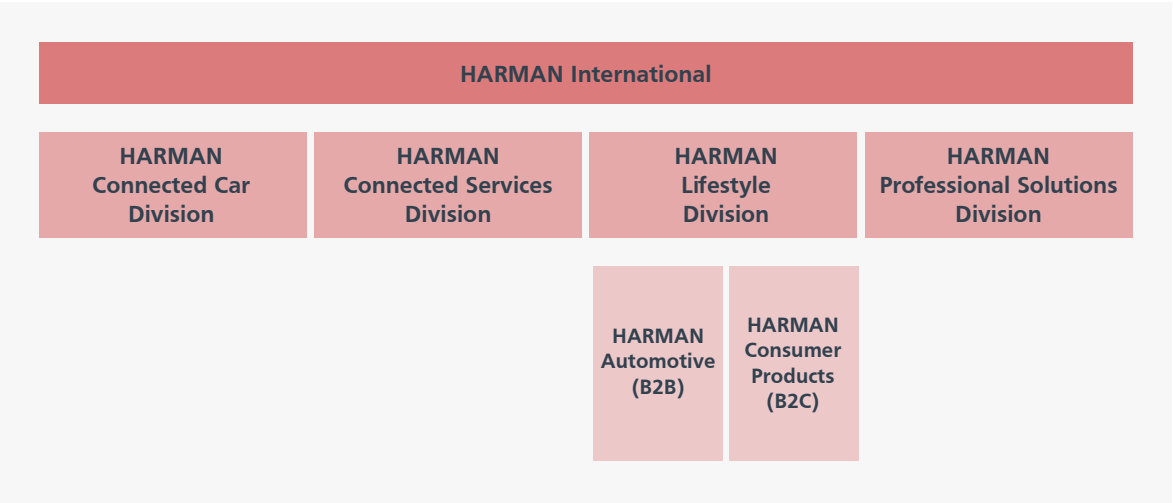 HARMAN International
HARMAN
Connected Car
Division
HARMAN
Connected Services
Division
HARMAN
Lifestyle
Division
HARMAN
Professional Solutions
Division
HARMAN
Automotive
(B2B)
HARMAN
Consumer
Products
(B2C)